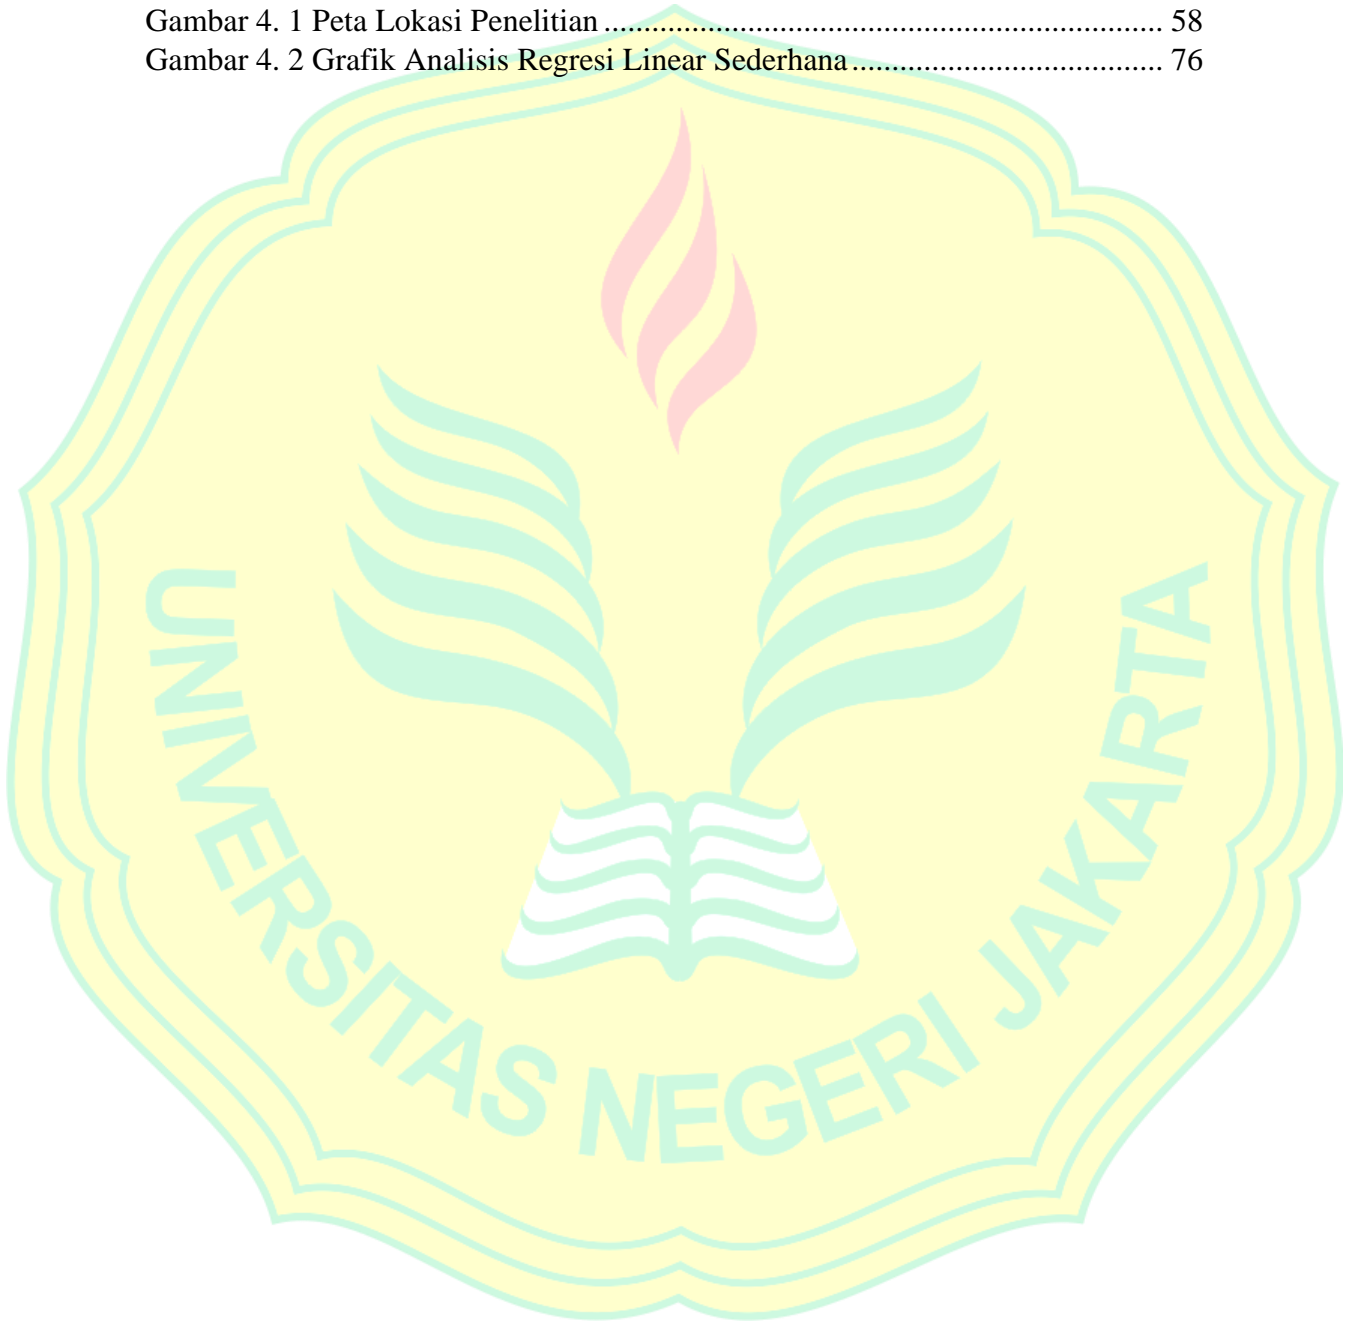 Gambar 4. 1 Peta Lokasi Penelitian ..................................................................... 58
Gambar 4. 2 Grafik Analisis Regresi Linear Sederhana ...................................... 76
UNIVERSITAS NEGERI JAKARTA